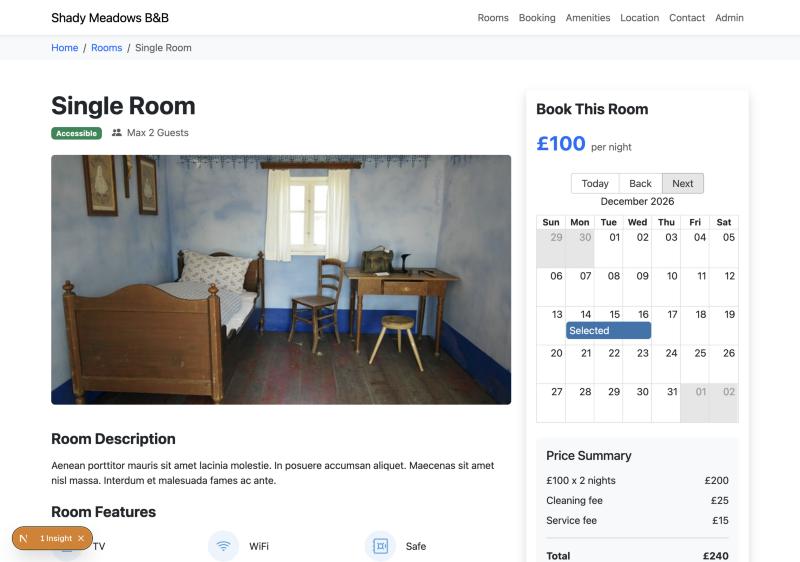 Shady Meadows B&B
Rooms Booking Amenities Location Contact Admin
Home / Rooms / Single Room
Single Room
Accessible Max 2 Guests
Room Description
Aenean porttitor mauris sit amet lacinia molestie. In posuere accumsan aliquet. Maecenas sit amet
nisl massa. Interdum et malesuada fames ac ante.
Room Features
TV WiFi Safe
N 1 Insight ×
Book This Room
£100 per night
Today Back Next
December 2026
Sun Mon Tue Wed Thu Fri Sat
29 30 01 02 03 04 05
06 07 08 09 10 11 12
13 14 15 16 17 18 19
Selected
20 21 22 23 24 25 26
27 28 29 30 31 01 02
Price Summary
£100 x 2 nights £200
Cleaning fee £25
Service fee £15
Total £240